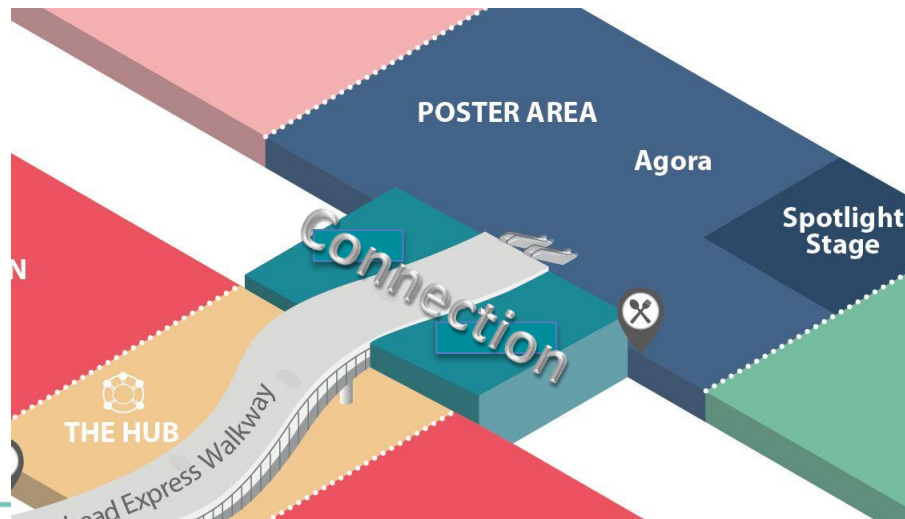 POSTER AREA
Agora
Spotlight
Stage
Connection
N
THE HUB
Express Walkway